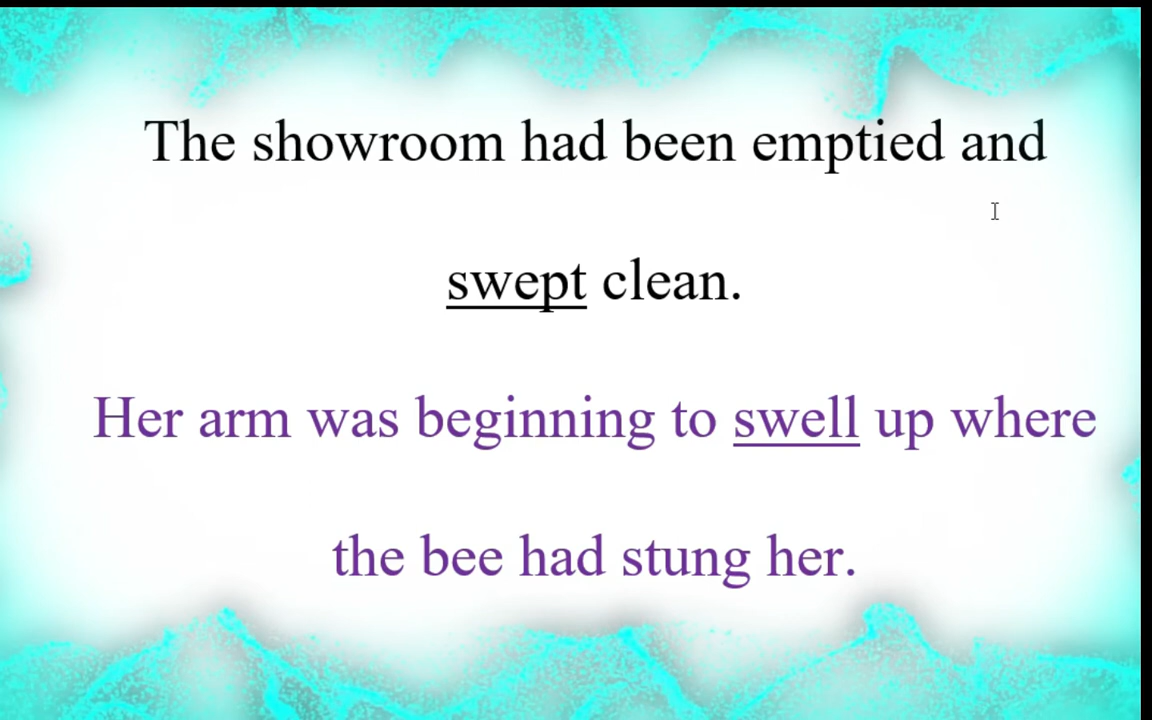 The showroom had been emptied and
swept clean.
Her arm was beginning to swell up where
the bee had stung her.